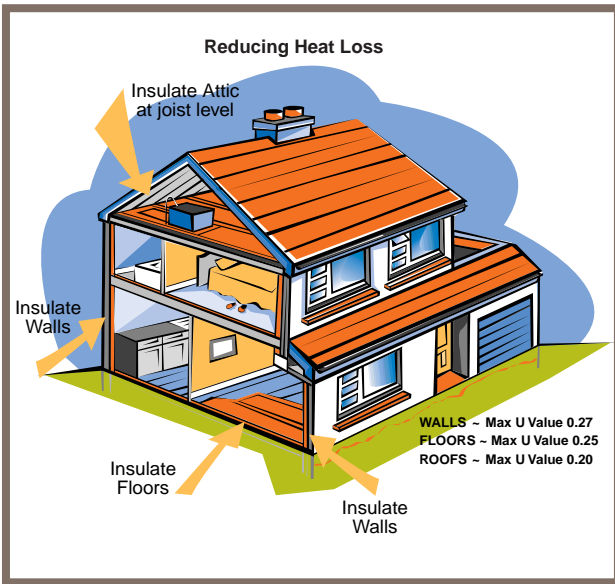 Reducing Heat Loss
Insulate Attic
at joist level
Insulate
Walls
WALLS ~ Max U Value 0.27
FLOORS ~ Max U Value 0.25
ROOFS ~ Max U Value 0.20
Insulate
Floors
Insulate
Walls